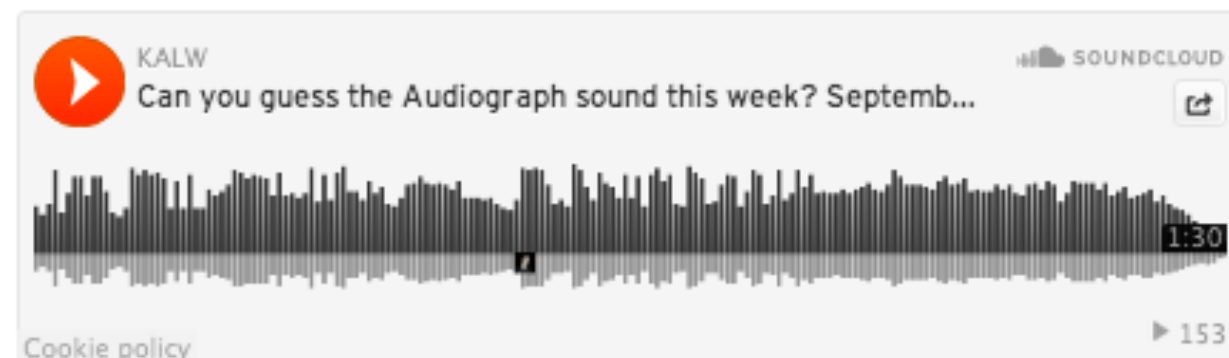 KALW
SOUNDCLOUD
Can you guess the Audiograph sound this week? Septemb...
1:30
153
Cookie policy